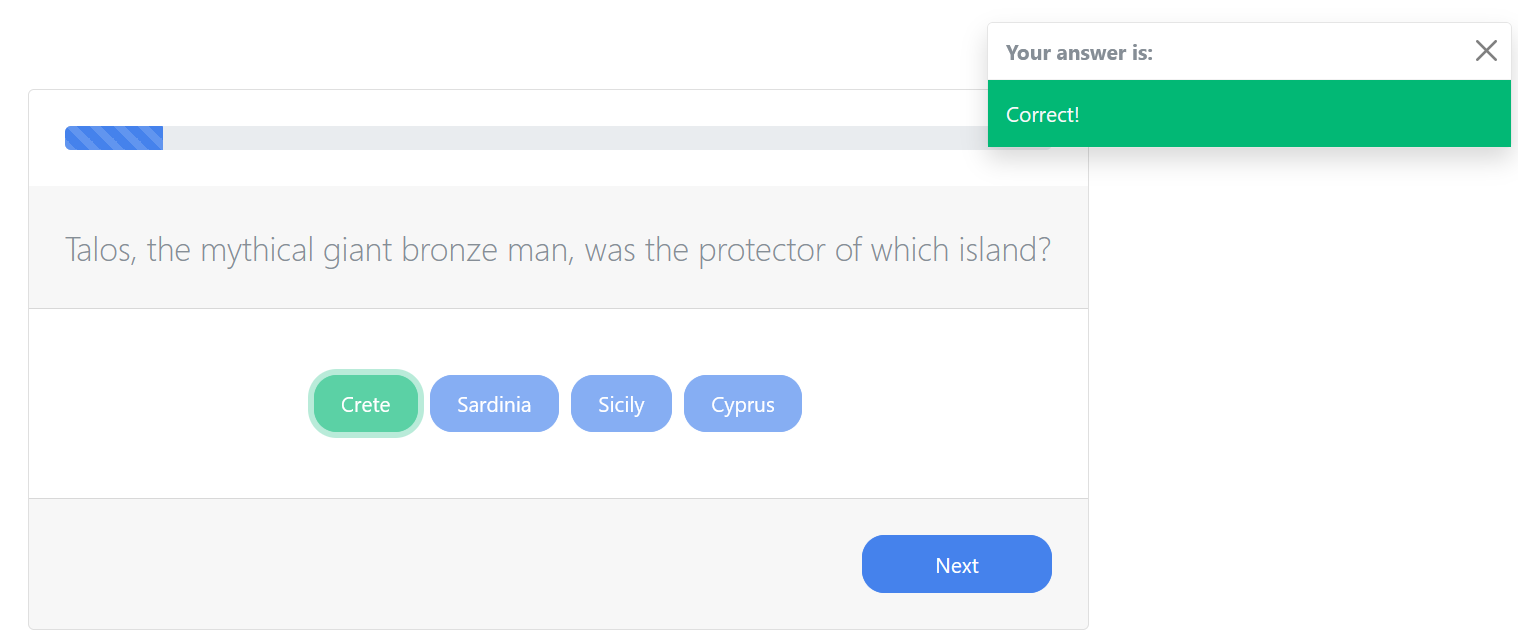 Your answer is:
Correct!
Talos, the mythical giant bronze man, was the protector of which island?
Crete
Sardinia
Sicily
Cyprus
Next